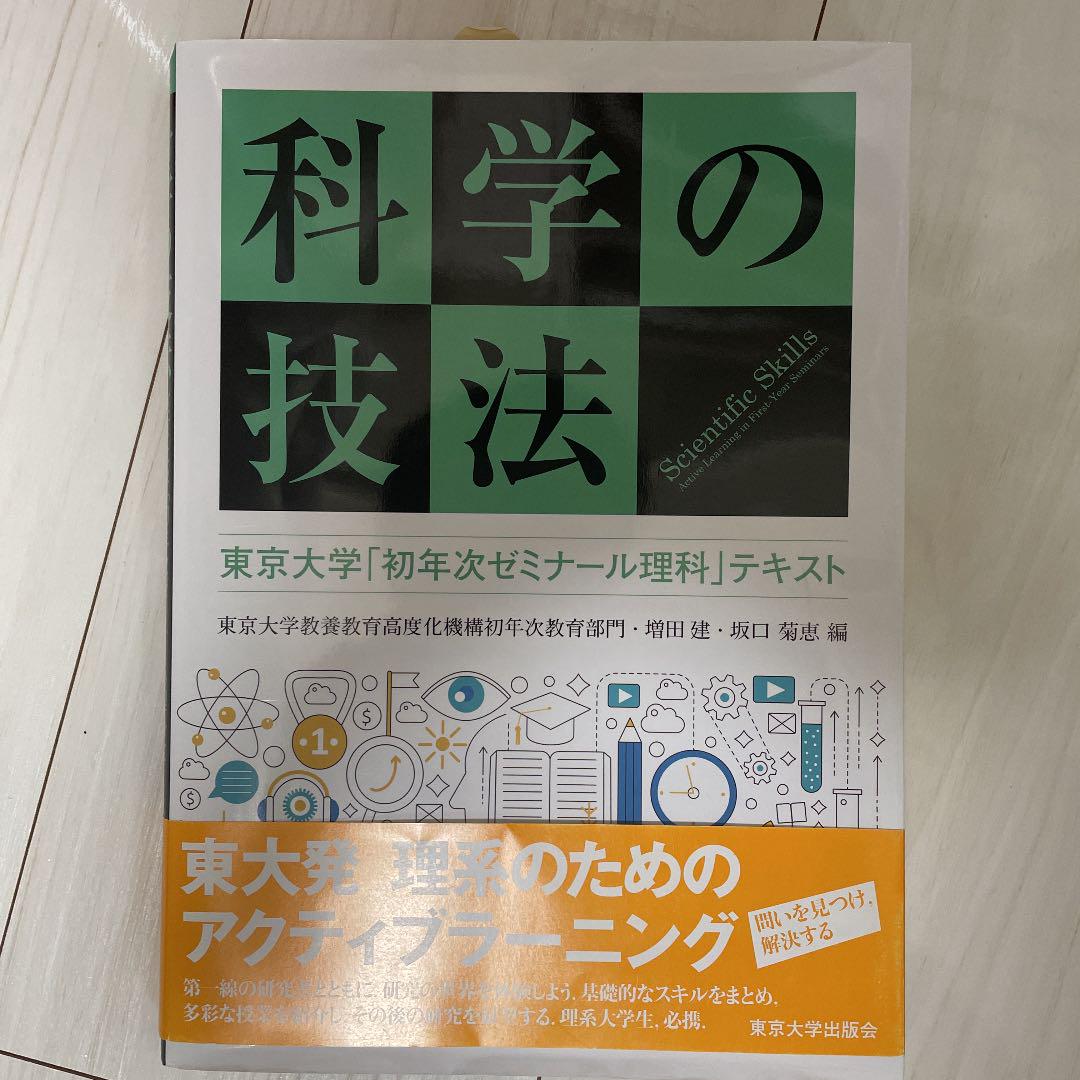 科学の
技法
Scientific Skills
Active Learning in First-Year Seminars
東京大学「初年次ゼミナール理科」テキスト
東京大学教養教育高度化機構初年次教育部門・増田 建・坂口 菊恵 編
1
$
$
東大発 理系のための
アクティブラーニング
問いを見つけ,
解決する
第一線の研究者とともに,研究の世界を体験しよう.基礎的なスキルをまとめ,
多彩な授業を紹介し,その後の研究を展望する.理系大学生,必携.
東京大学出版会